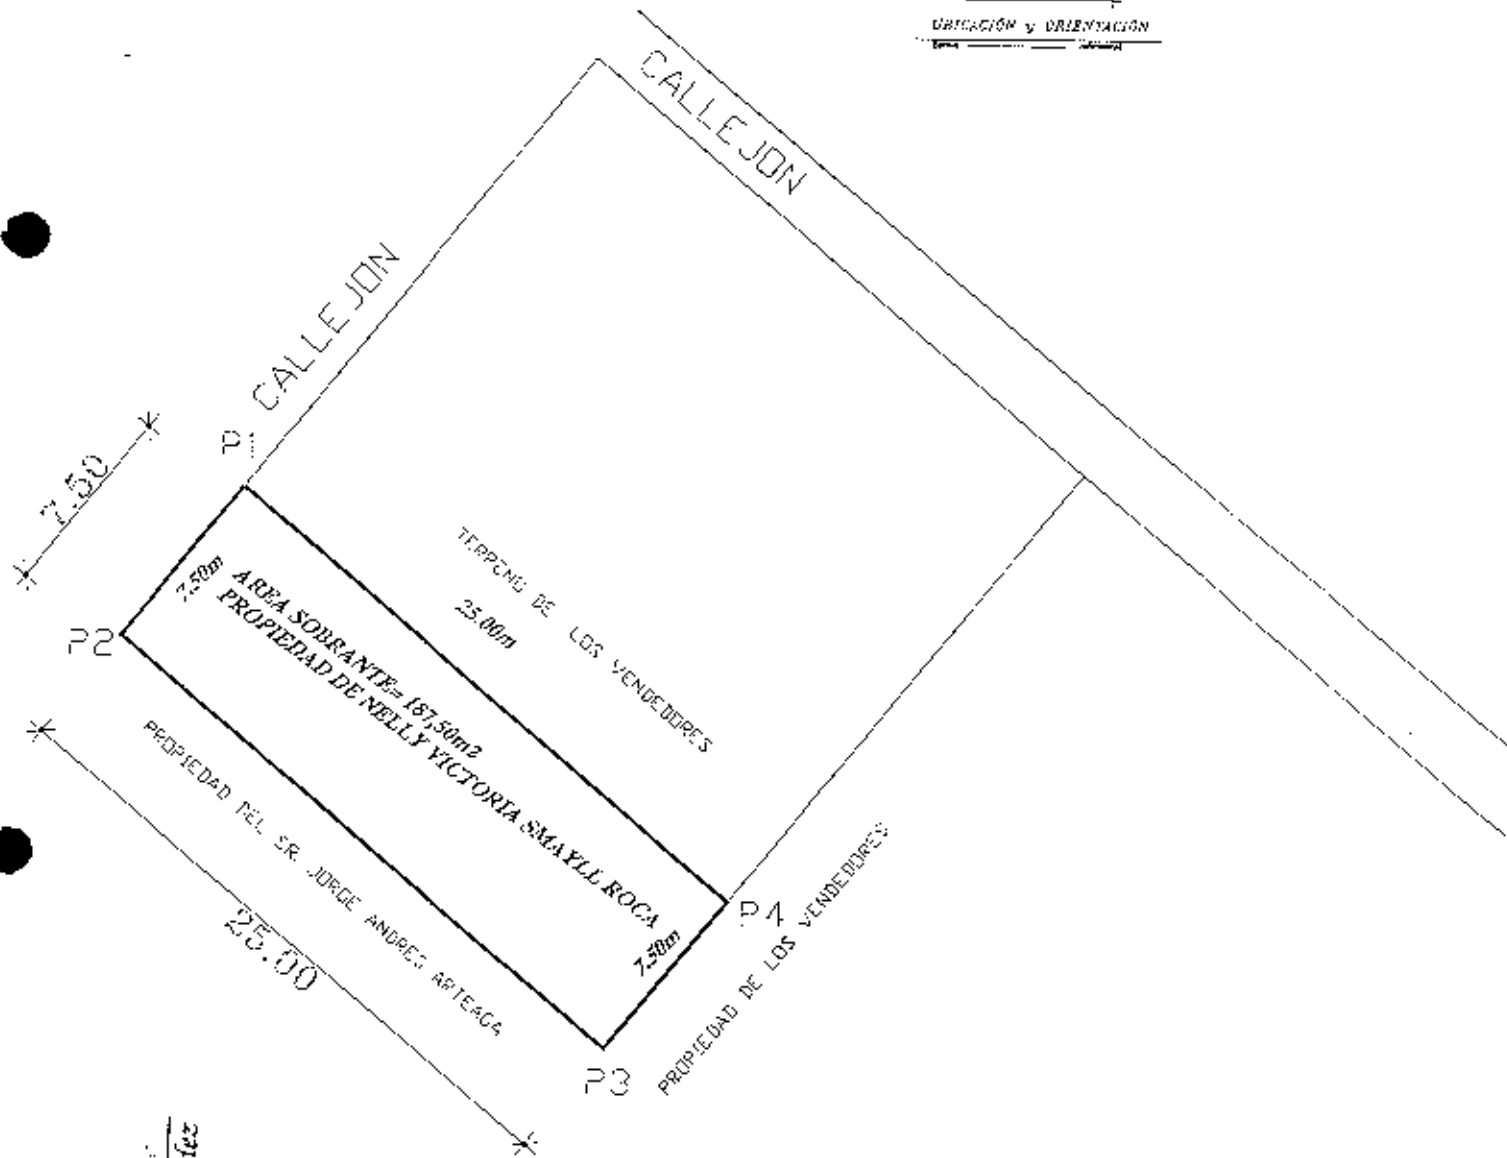 UBICACIÓN y ORIENTACIÓN
CALLEJON
CALLEJON
P1
7.50
TERRENO DE LOS VENDEDORES
25.00m
7.50m
AREA SOBRANTE= 187,50m2
PROPIEDAD DE NELLY VICTORIA SMAYLL ROCA
P2
PROPIEDAD DEL SR. JORGE ANDRES ARTEAGA
25.00
7.50m
P4
PROPIEDAD DE LOS VENDEDORES
P3